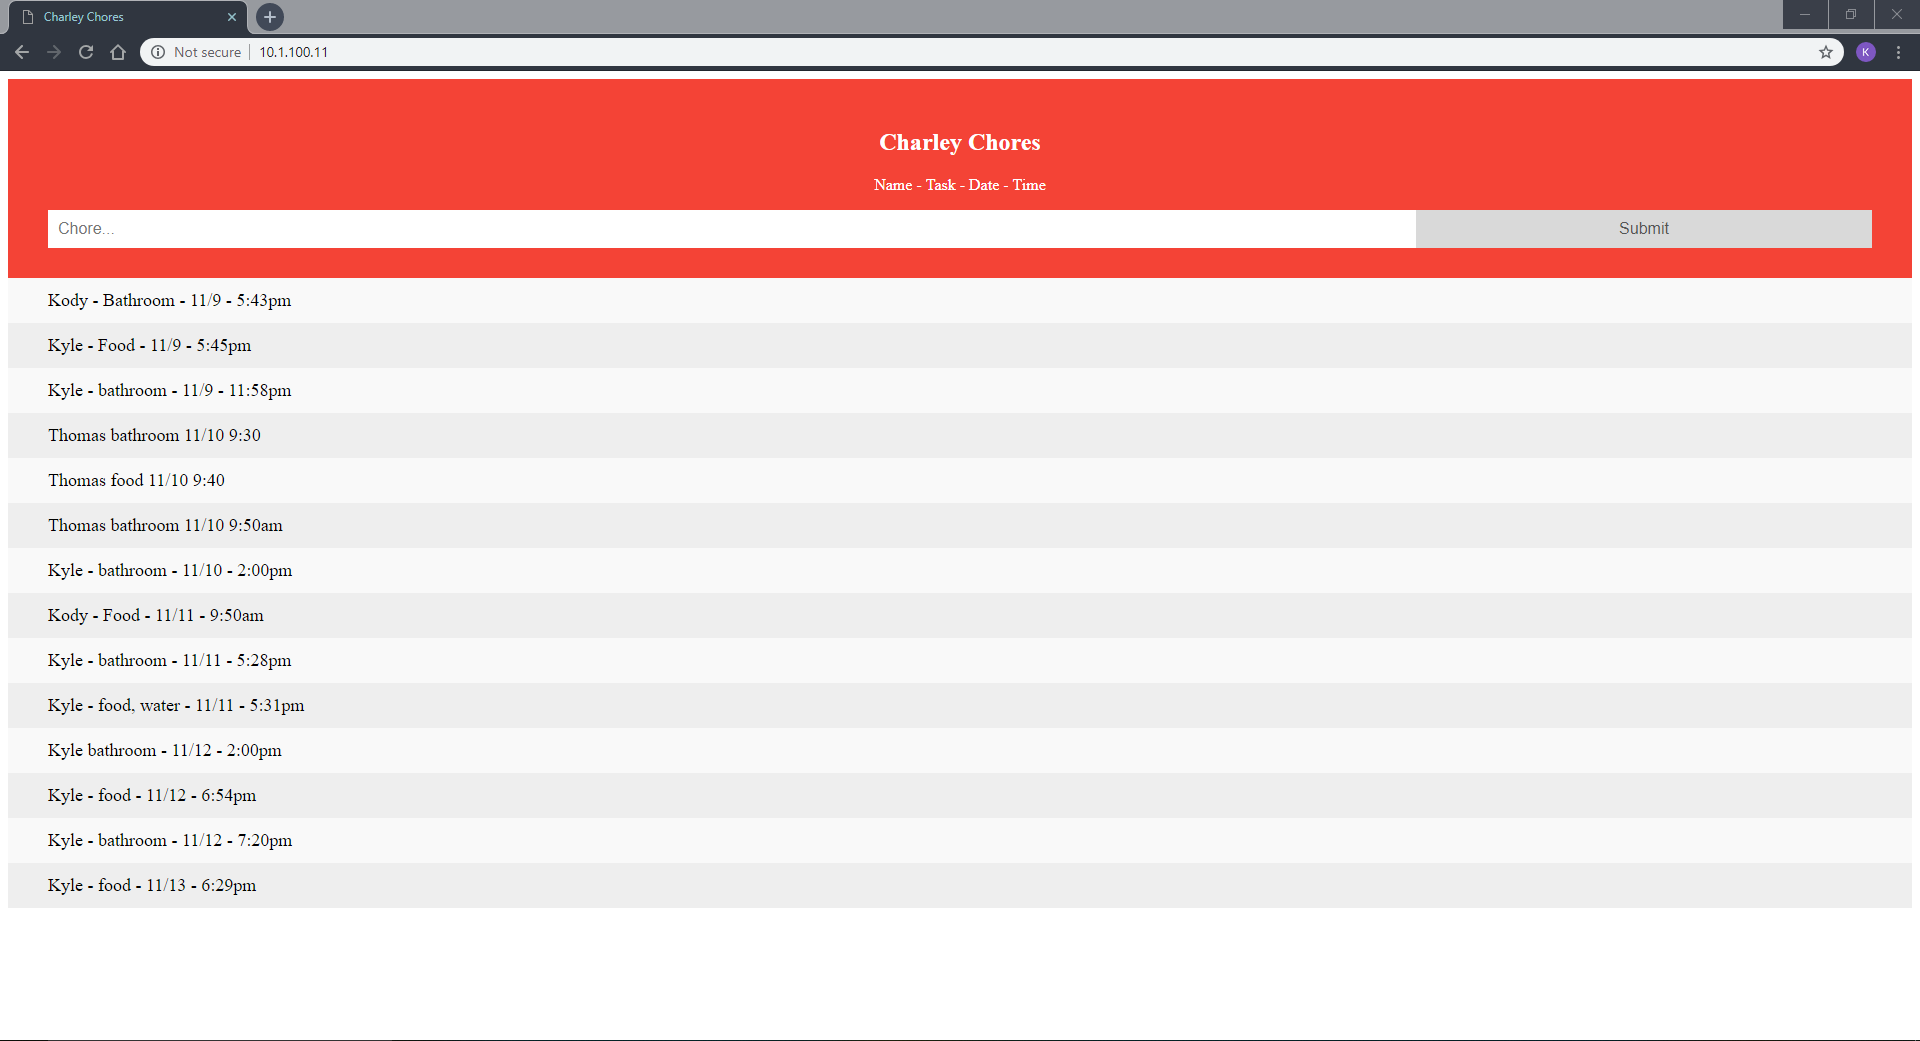 Charley Chores
Not secure 10.1.100.11
K
Charley Chores
Name - Task - Date - Time
Chore... Submit
Kody - Bathroom - 11/9 - 5:43pm
Kyle - Food - 11/9 - 5:45pm
Kyle - bathroom - 11/9 - 11:58pm
Thomas bathroom 11/10 9:30
Thomas food 11/10 9:40
Thomas bathroom 11/10 9:50am
Kyle - bathroom - 11/10 - 2:00pm
Kody - Food - 11/11 - 9:50am
Kyle - bathroom - 11/11 - 5:28pm
Kyle - food, water - 11/11 - 5:31pm
Kyle bathroom - 11/12 - 2:00pm
Kyle - food - 11/12 - 6:54pm
Kyle - bathroom - 11/12 - 7:20pm
Kyle - food - 11/13 - 6:29pm